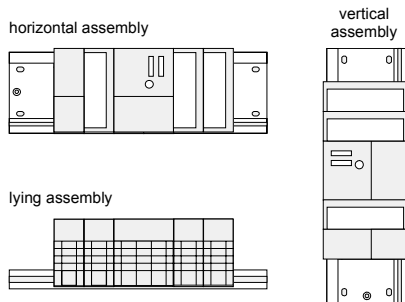 horizontal assembly
vertical
assembly
lying assembly